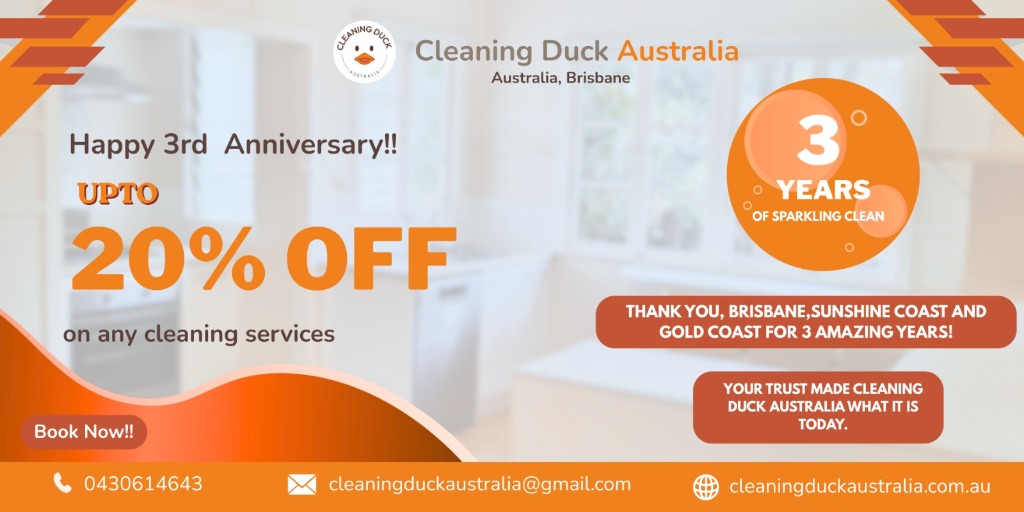 CLEANING DUCK
AUSTRALIA
Cleaning Duck Australia
Australia, Brisbane
Happy 3rd Anniversary!!
UPTO
20% OFF
on any cleaning services
Book Now!!
3
YEARS
OF SPARKLING CLEAN
THANK YOU, BRISBANE,SUNSHINE COAST AND
GOLD COAST FOR 3 AMAZING YEARS!
YOUR TRUST MADE CLEANING
DUCK AUSTRALIA WHAT IT IS
TODAY.
0430614643
cleaningduckaustralia@gmail.com
cleaningduckaustralia.com.au